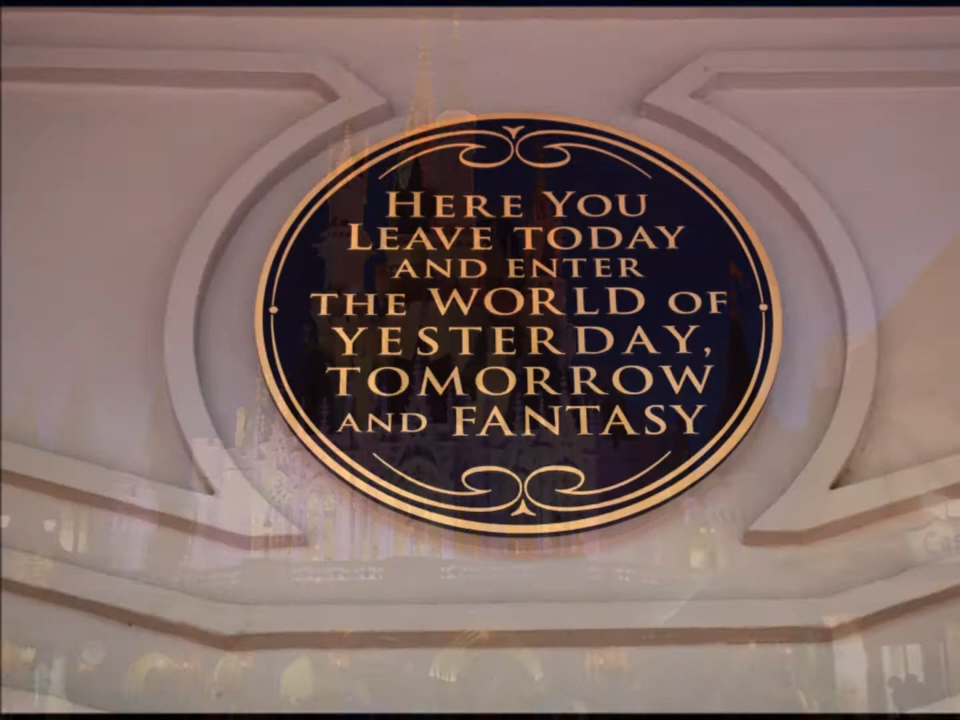 HERE YOU
LEAVE TODAY
AND ENTER
THE WORLD OF
YESTERDAY,
TOMORROW
AND FANTASY